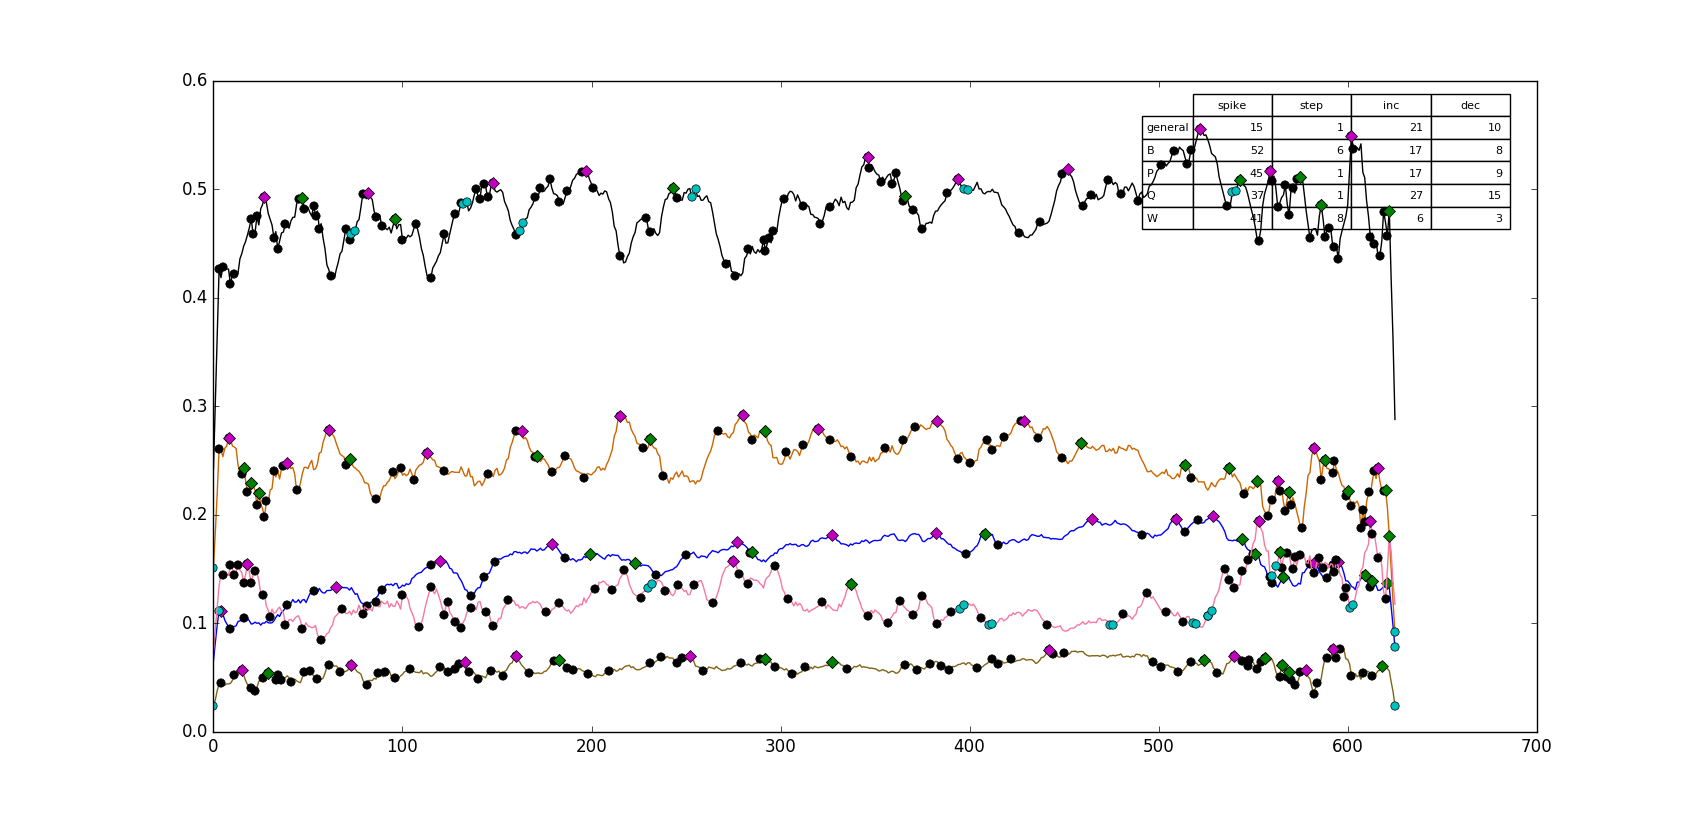 0.6
0.5
0.4
0.3
0.2
0.1
0.0
0 100 200 300 400 500 600 700
spike step inc dec
general 15 1 21 10
B 52 6 17 8
P 45 1 17 9
Q 37 1 27 15
W 41 8 6 3